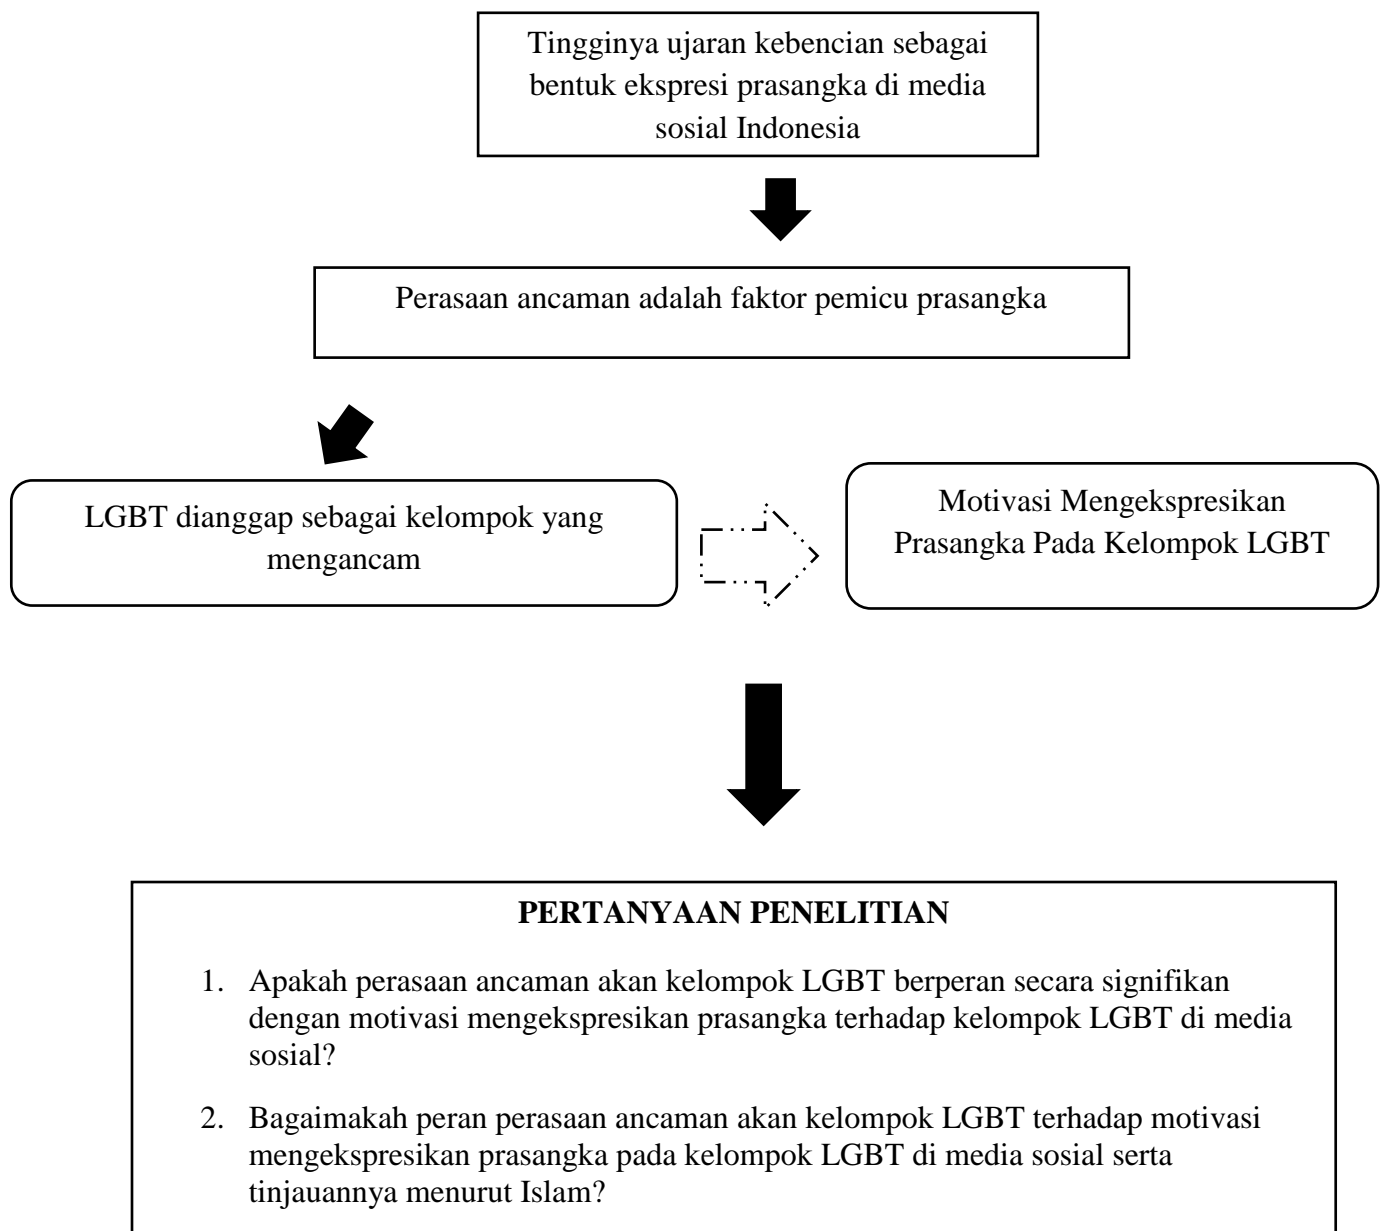 Tingginya ujaran kebencian sebagai
bentuk ekspresi prasangka di media
sosial Indonesia
Perasaan ancaman adalah faktor pemicu prasangka
LGBT dianggap sebagai kelompok yang
mengancam
Motivasi Mengekspresikan
Prasangka Pada Kelompok LGBT
PERTANYAAN PENELITIAN
1. Apakah perasaan ancaman akan kelompok LGBT berperan secara signifikan
dengan motivasi mengekspresikan prasangka terhadap kelompok LGBT di media
sosial?
2. Bagaimakah peran perasaan ancaman akan kelompok LGBT terhadap motivasi
mengekspresikan prasangka pada kelompok LGBT di media sosial serta
tinjauannya menurut Islam?